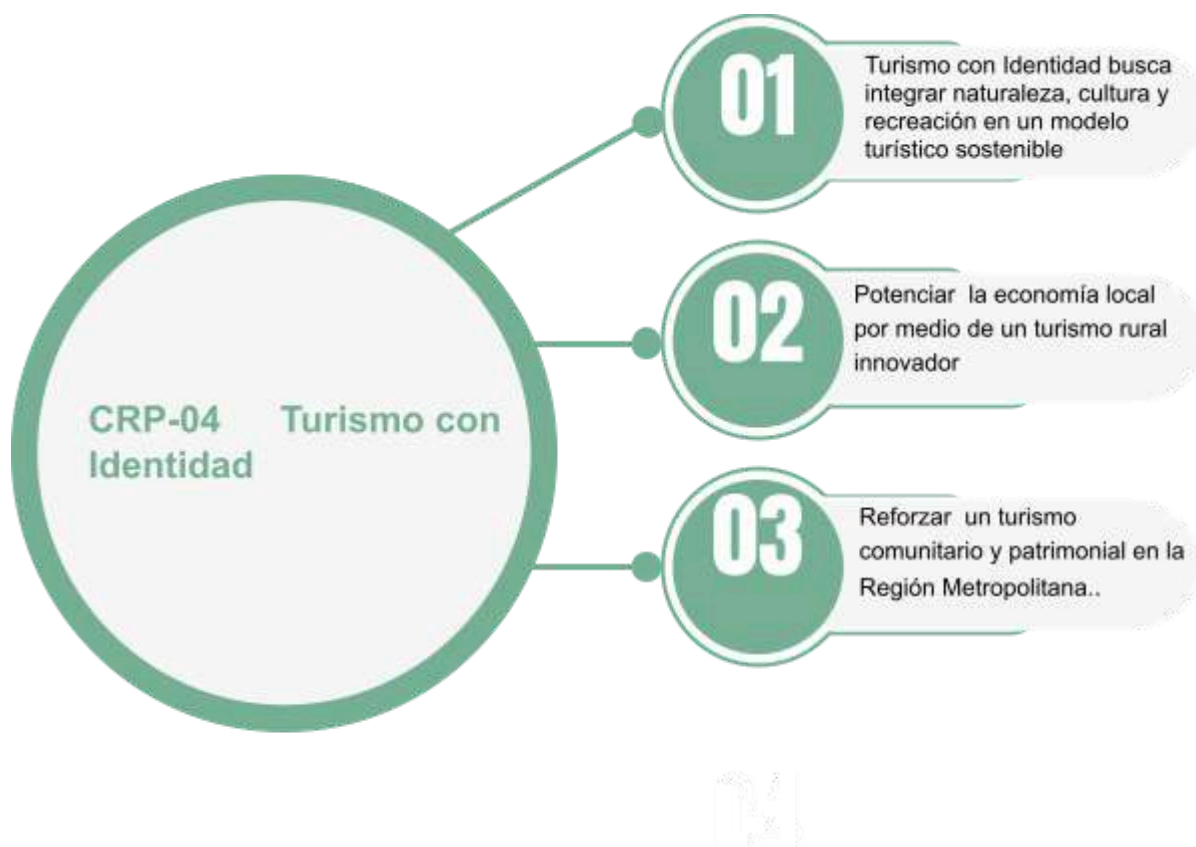 CRP-04 Turismo con
Identidad
01
Turismo con Identidad busca
integrar naturaleza, cultura y
recreación en un modelo
turístico sostenible
02
Potenciar la economía local
por medio de un turismo rural
innovador
03
Reforzar un turismo
comunitario y patrimonial en la
Región Metropolitana..
04